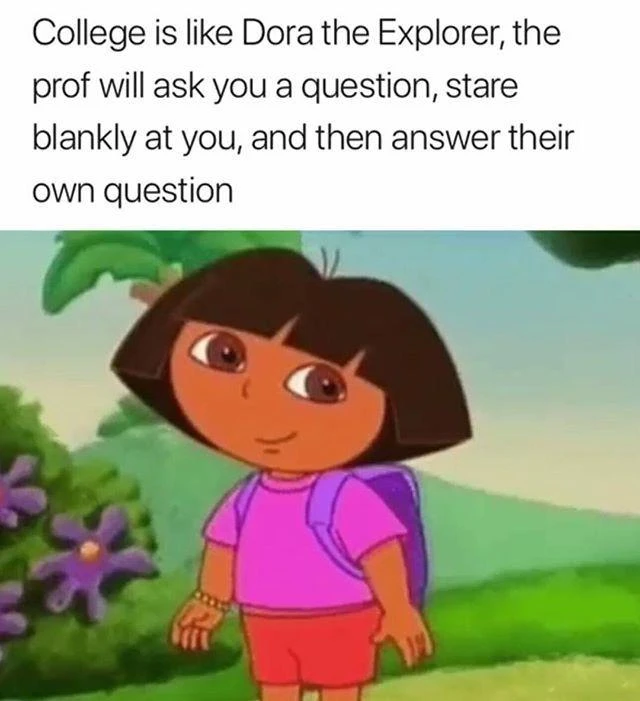 College is like Dora the Explorer, the
prof will ask you a question, stare
blankly at you, and then answer their
own question